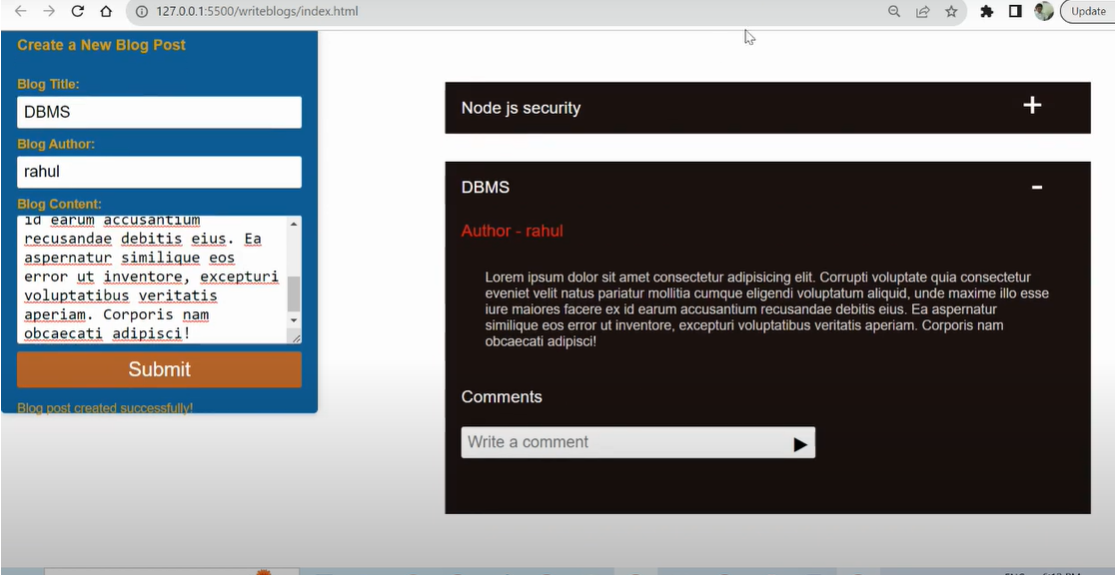 127.0.0.1:5500/writeblogs/index.html
Update
Create a New Blog Post
Blog Title:
DBMS
Blog Author:
rahul
Blog Content:
id earum accusantium
recusandae debitis eius. Ea
aspernatur similique eos
error ut inventore, excepturi
voluptatibus veritatis
aperiam. Corporis nam
obcaecati adipisci!
Submit
Blog post created successfully!
Node js security
+
DBMS
-
Author - rahul
Lorem ipsum dolor sit amet consectetur adipisicing elit. Corrupti voluptate quia consectetur
eveniet velit natus pariatur mollitia cumque eligendi voluptatum aliquid, unde maxime illo esse
iure maiores facere ex id earum accusantium recusandae debitis eius. Ea aspernatur
similique eos error ut inventore, excepturi voluptatibus veritatis aperiam. Corporis nam
obcaecati adipisci!
Comments
Write a comment